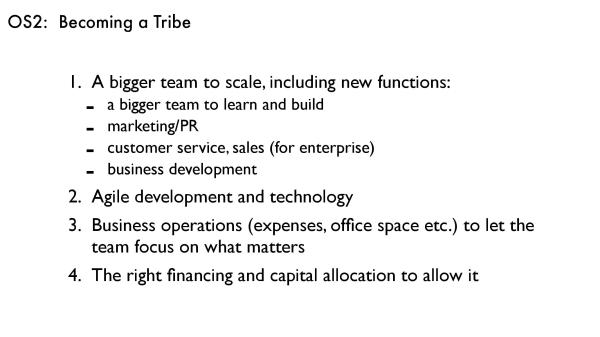 OS2: Becoming a Tribe
1. A bigger team to scale, including new functions:
- a bigger team to learn and build
- marketing/PR
- customer service, sales (for enterprise)
- business development
2. Agile development and technology
3. Business operations (expenses, office space etc.) to let the
team focus on what matters
4. The right financing and capital allocation to allow it